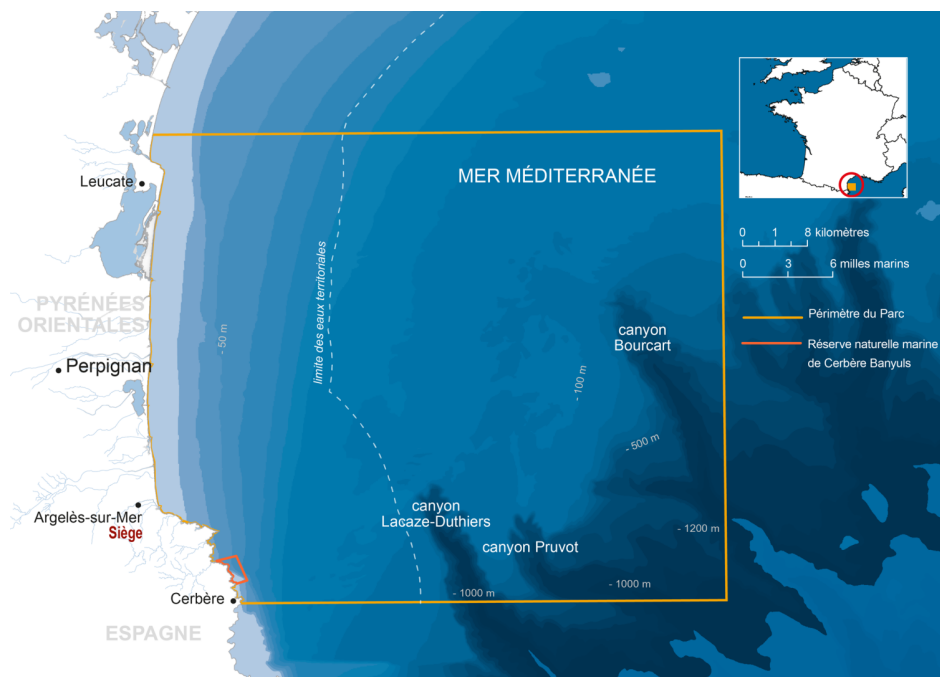 MER MÉDITERRANÉE
Leucate
limite des eaux territoriales
PYRÉNÉES
ORIENTALES
- 50 m
Perpignan
canyon
Bourcart
- 100 m
- 500 m
canyon
Lacaze-Duthiers
Argelès-sur-Mer
Siège
canyon Pruvot
- 1200 m
- 1000 m
- 1000 m
Cerbère
ESPAGNE
0 1 8 kilomètres
0 3 6 milles marins
Périmètre du Parc
Réserve naturelle marine
de Cerbère Banyuls